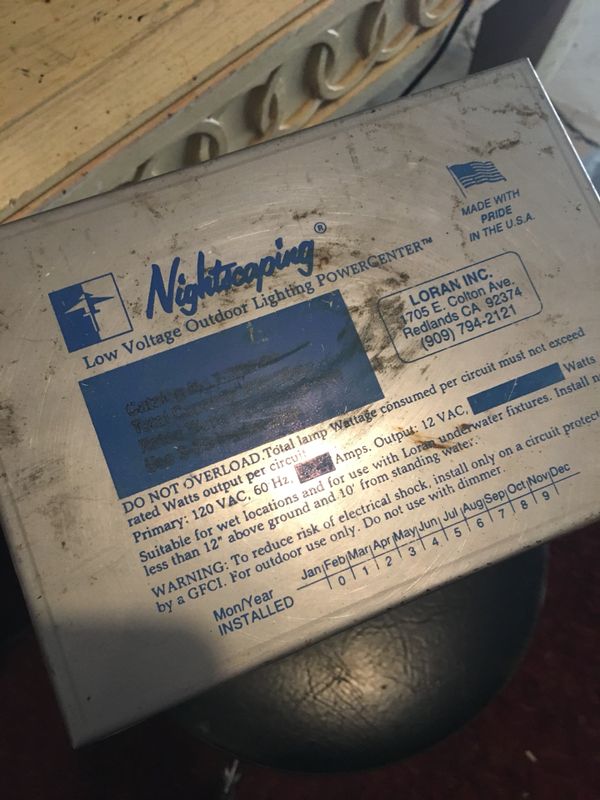 MADE WITH
PRIDE
IN THE U.S.A.
Nightscaping®
Low Voltage Outdoor Lighting POWERCENTER™
LORAN INC.
1705 E. Colton Ave.
Redlands CA 92374
(909) 794-2121
DO NOT OVERLOAD. Total lamp Wattage consumed per circuit must not exceed
rated Watts output per circuit
Primary: 120 VAC, 60 Hz, Amps. Output: 12 VAC, Watts
Suitable for wet locations and for use with Loran underwater fixtures. Install
less than 12" above ground and 10' from standing water.
WARNING: To reduce risk of electrical shock, install only on a circuit
by a GFCI. For outdoor use only. Do not use with dimmer.
Mon/Year Jan Feb Mar Apr May Jun Jul Aug Sep Oct Nov Dec
INSTALLED 0 1 2 3 4 5 6 7 8 9